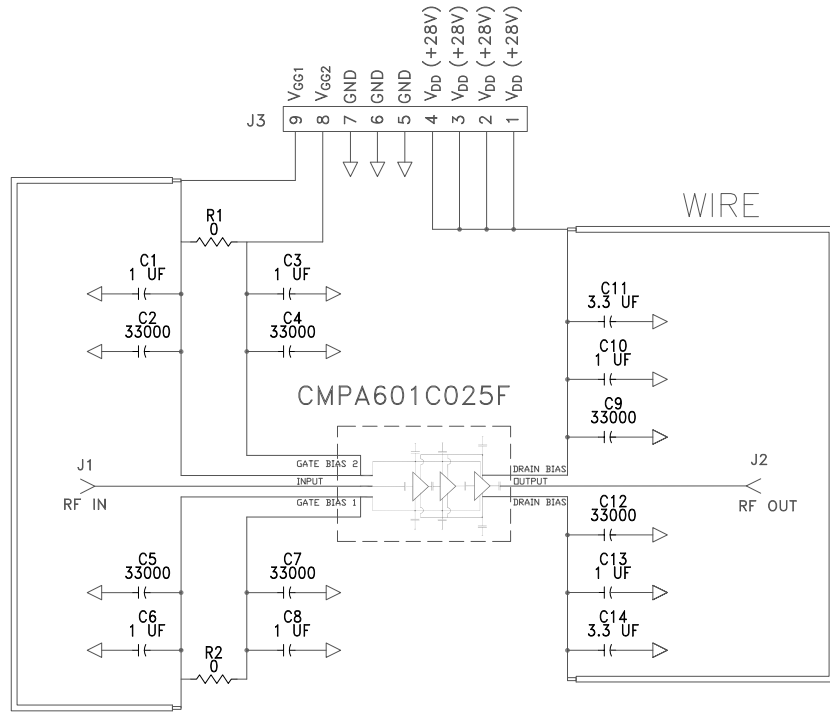 VGG1
VGG2
GND
GND
GND
VDD (+28V)
VDD (+28V)
VDD (+28V)
VDD (+28V)
J3
9 8 7 6 5 4 3 2 1
WIRE
R1
0
C1
1 UF
C3
1 UF
C2
33000
C4
33000
C11
3.3 UF
C10
1 UF
C9
33000
CMPA601C025F
J1
RF IN
GATE BIAS 2
INPUT
GATE BIAS 1
DRAIN BIAS
OUTPUT
DRAIN BIAS
J2
RF OUT
C12
33000
C5
33000
C7
33000
C13
1 UF
C6
1 UF
C8
1 UF
C14
3.3 UF
R2
0